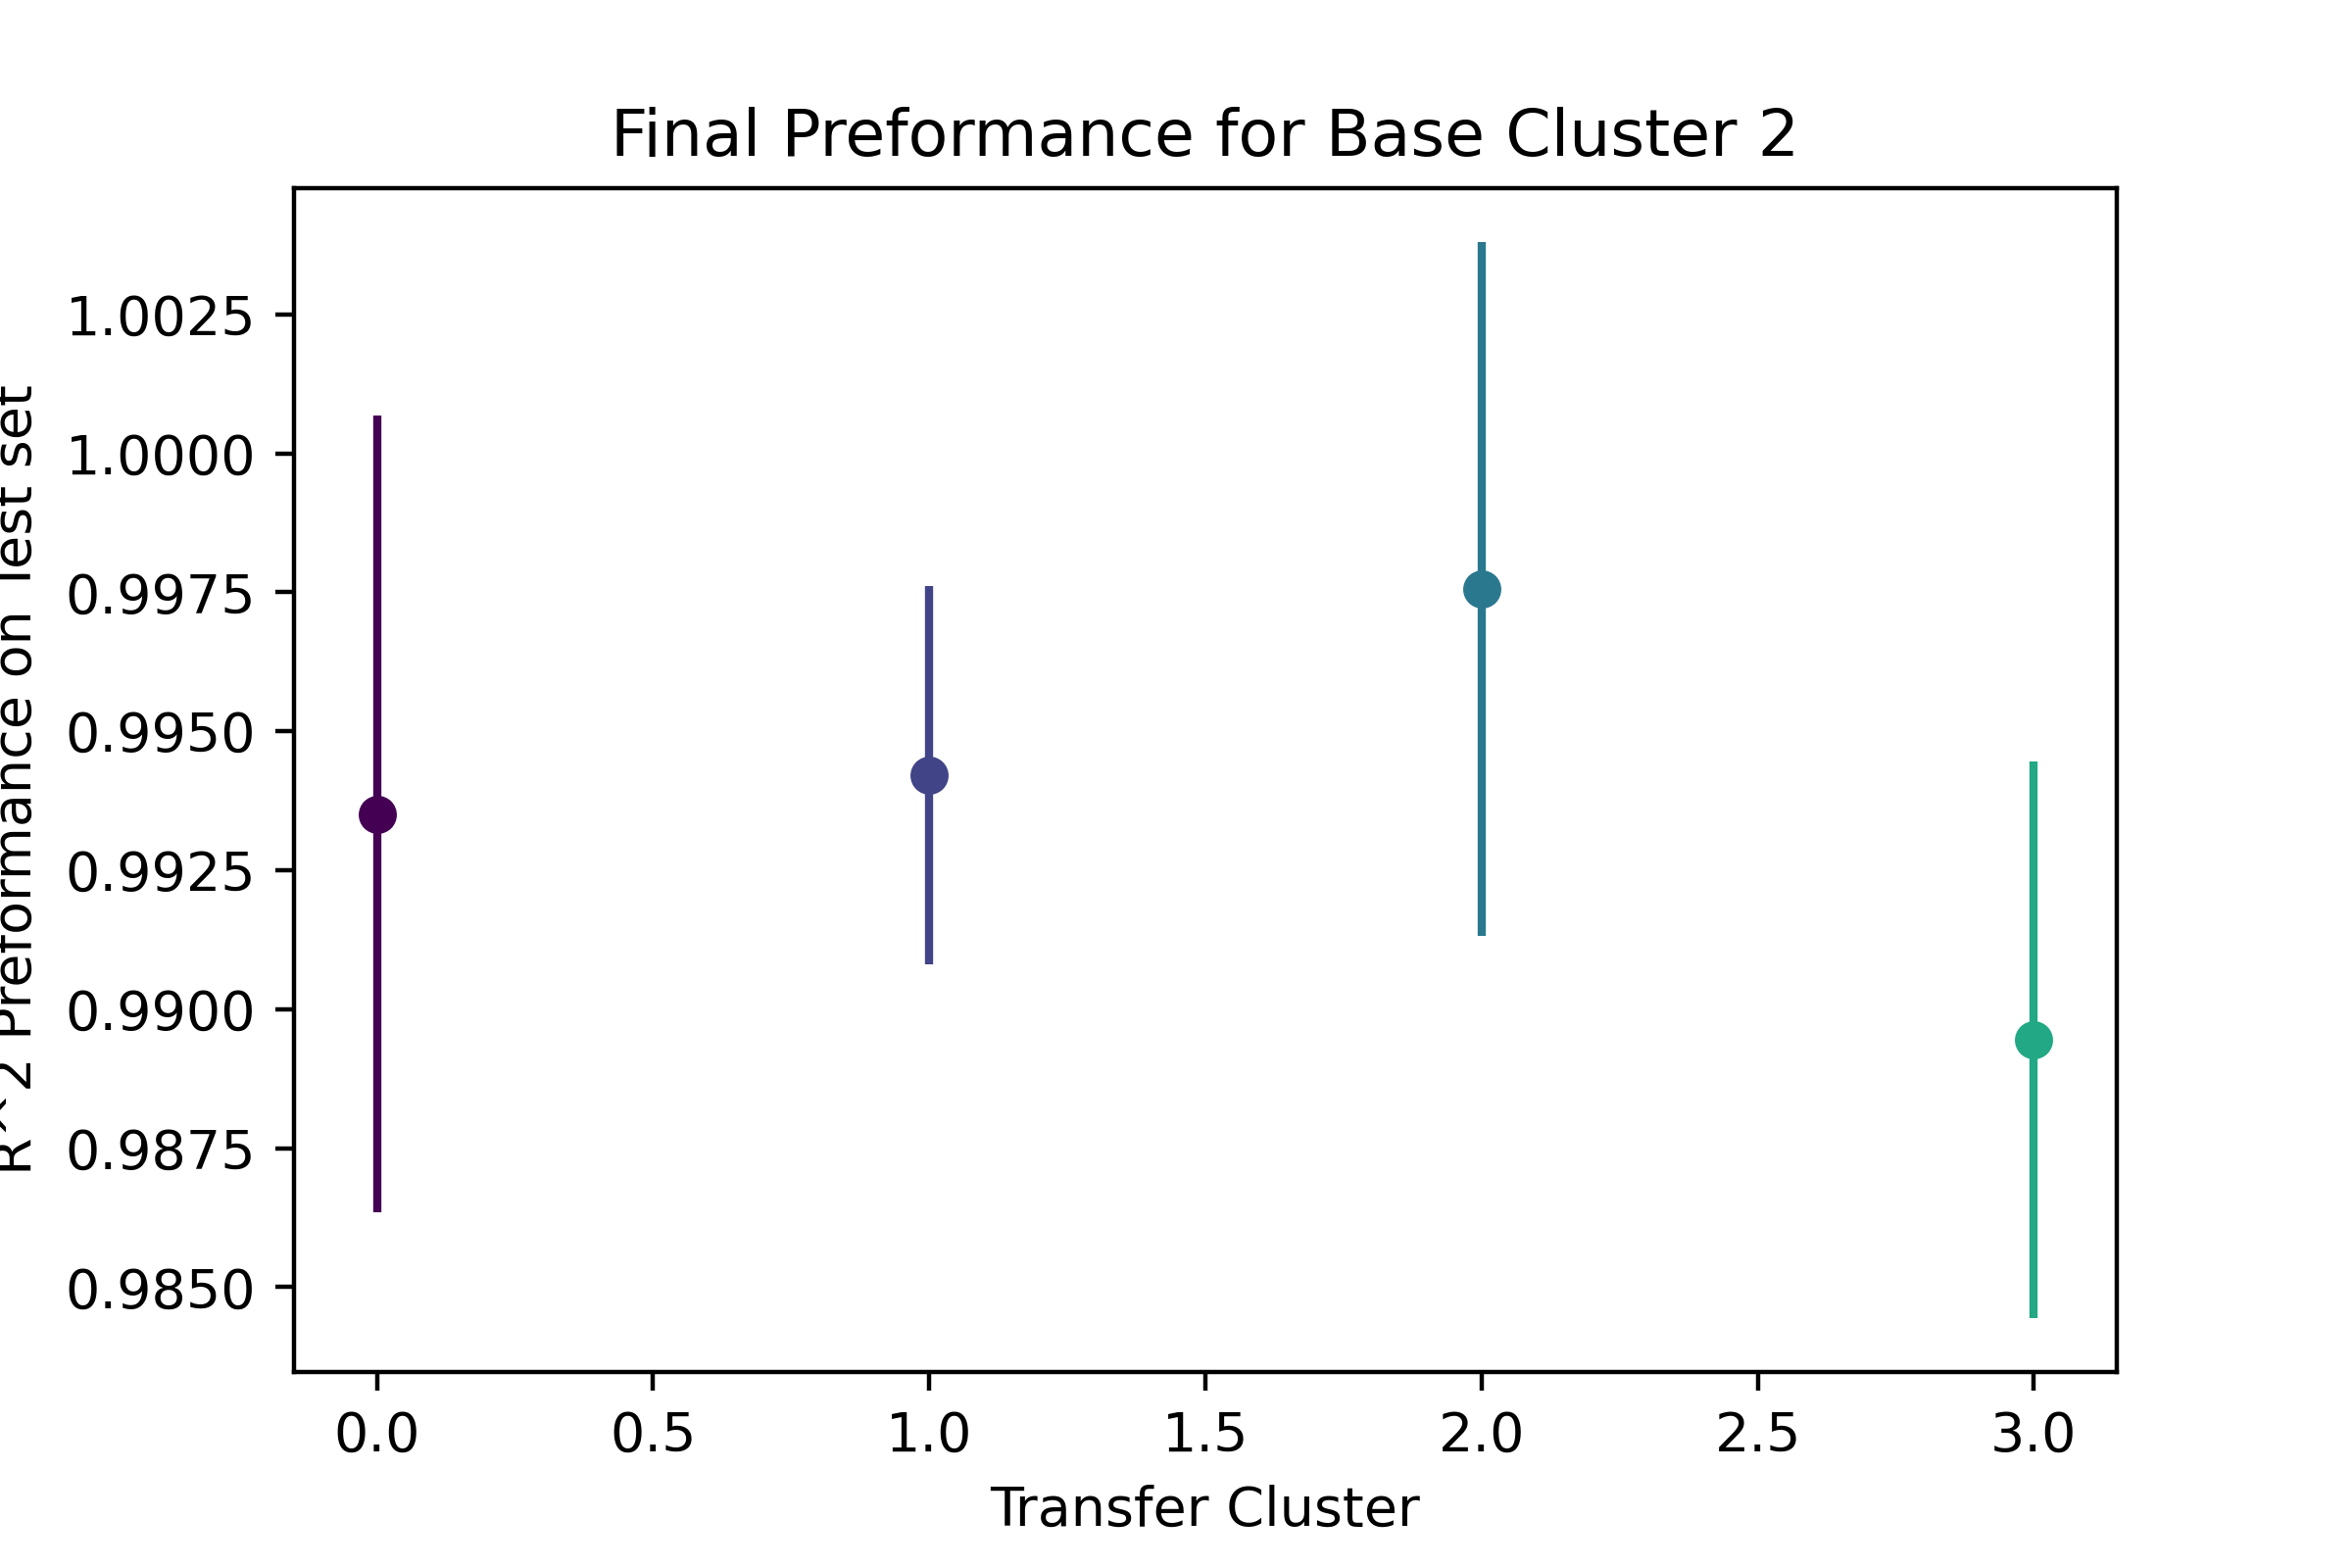 Final Preformance for Base Cluster 2
R^2 Preformance on Test set
1.0025
1.0000
0.9975
0.9950
0.9925
0.9900
0.9875
0.9850
0.0 0.5 1.0 1.5 2.0 2.5 3.0
Transfer Cluster